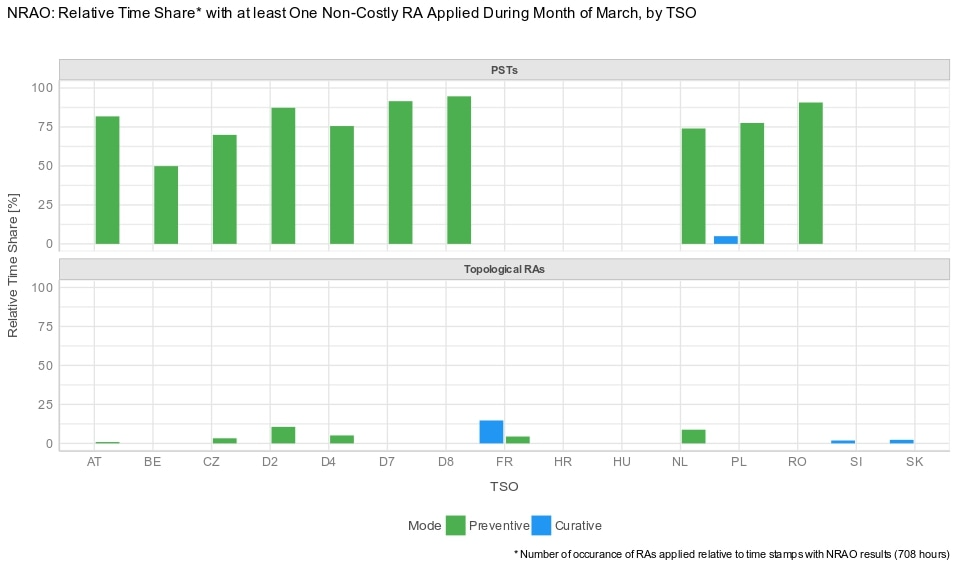 NRAO: Relative Time Share* with at least One Non-Costly RA Applied During Month of March, by TSO
PSTs
100
75
50
25
0
Topological RAs
100
75
50
25
0
Relative Time Share [%]
AT BE CZ D2 D4 D7 D8 FR HR HU NL PL RO SI SK
TSO
Mode Preventive Curative
* Number of occurance of RAs applied relative to time stamps with NRAO results (708 hours)